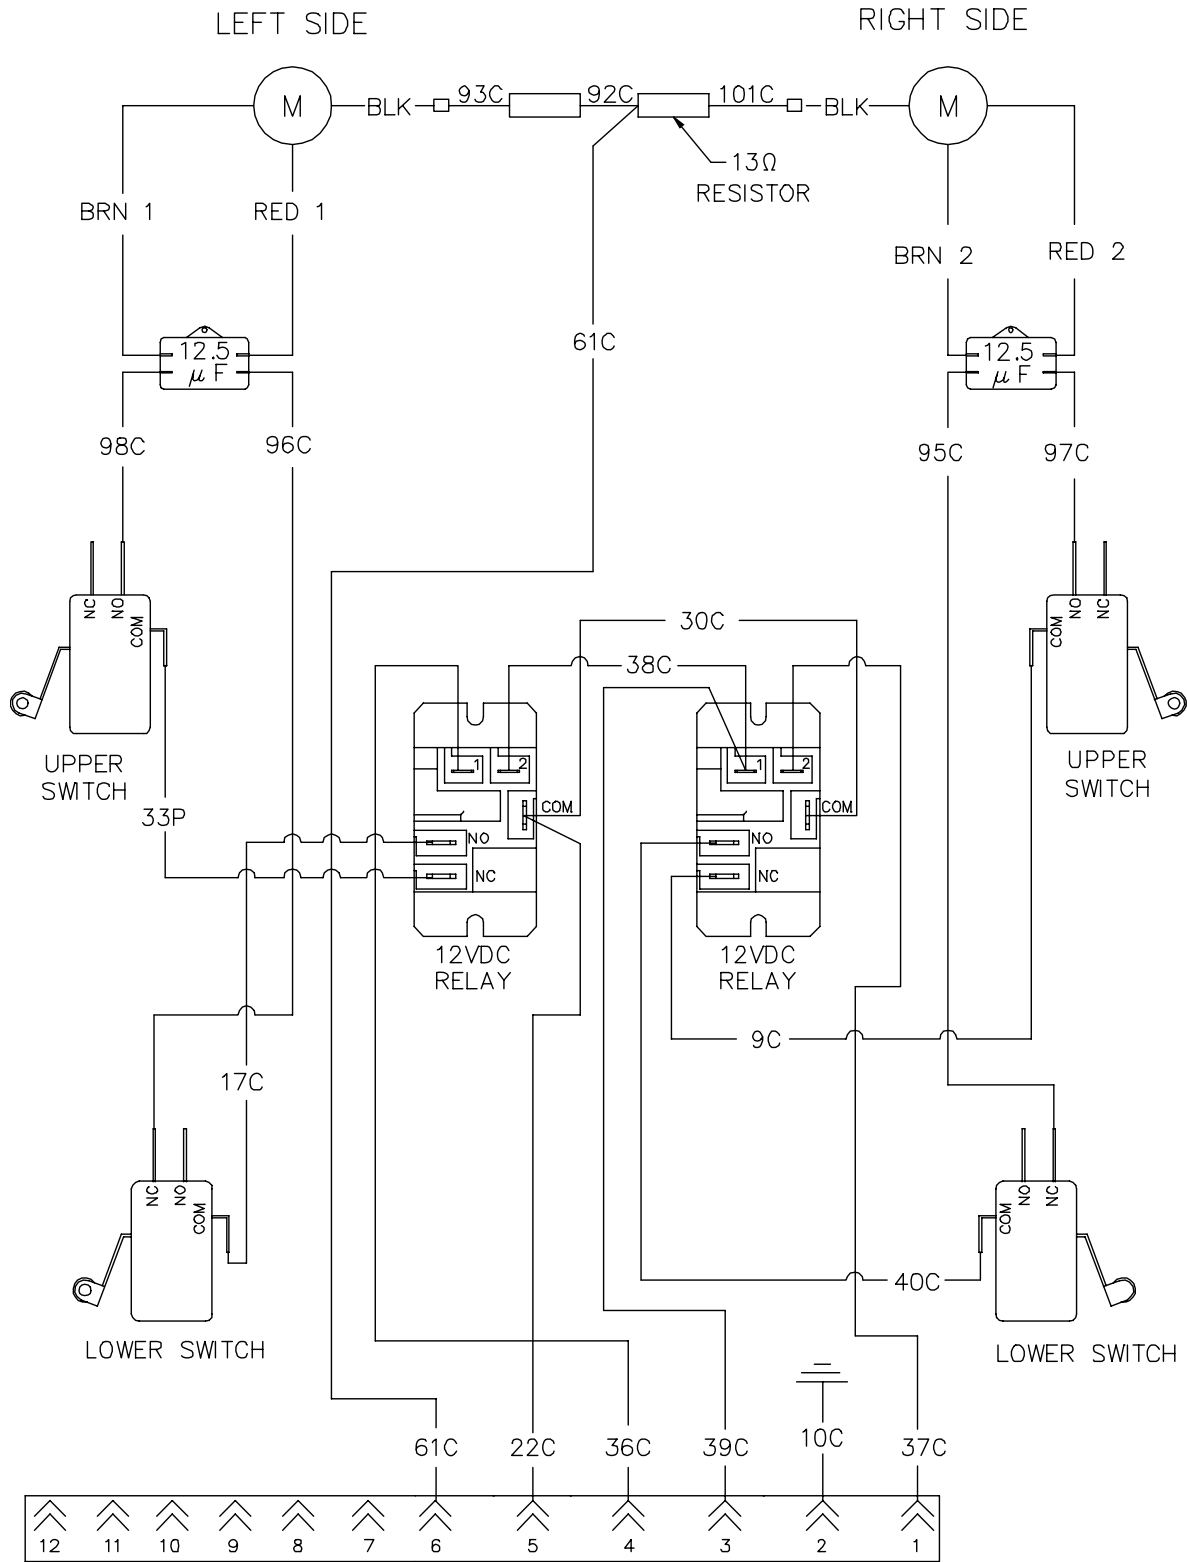 LEFT SIDE
RIGHT SIDE
M
BLK
93C
92C
101C
BLK
M
13Ω
RESISTOR
BRN 1
RED 1
BRN 2
RED 2
61C
12.5
µ F
12.5
µ F
98C
96C
95C
97C
NC
NO
COM
NO
NC
COM
30C
38C
UPPER
SWITCH
UPPER
SWITCH
33P
1
2
COM
NO
NC
1
2
COM
NO
NC
12VDC
RELAY
12VDC
RELAY
9C
17C
NC
NO
COM
NO
NC
COM
40C
LOWER SWITCH
LOWER SWITCH
61C
22C
36C
39C
10C
37C
12
11
10
9
8
7
6
5
4
3
2
1